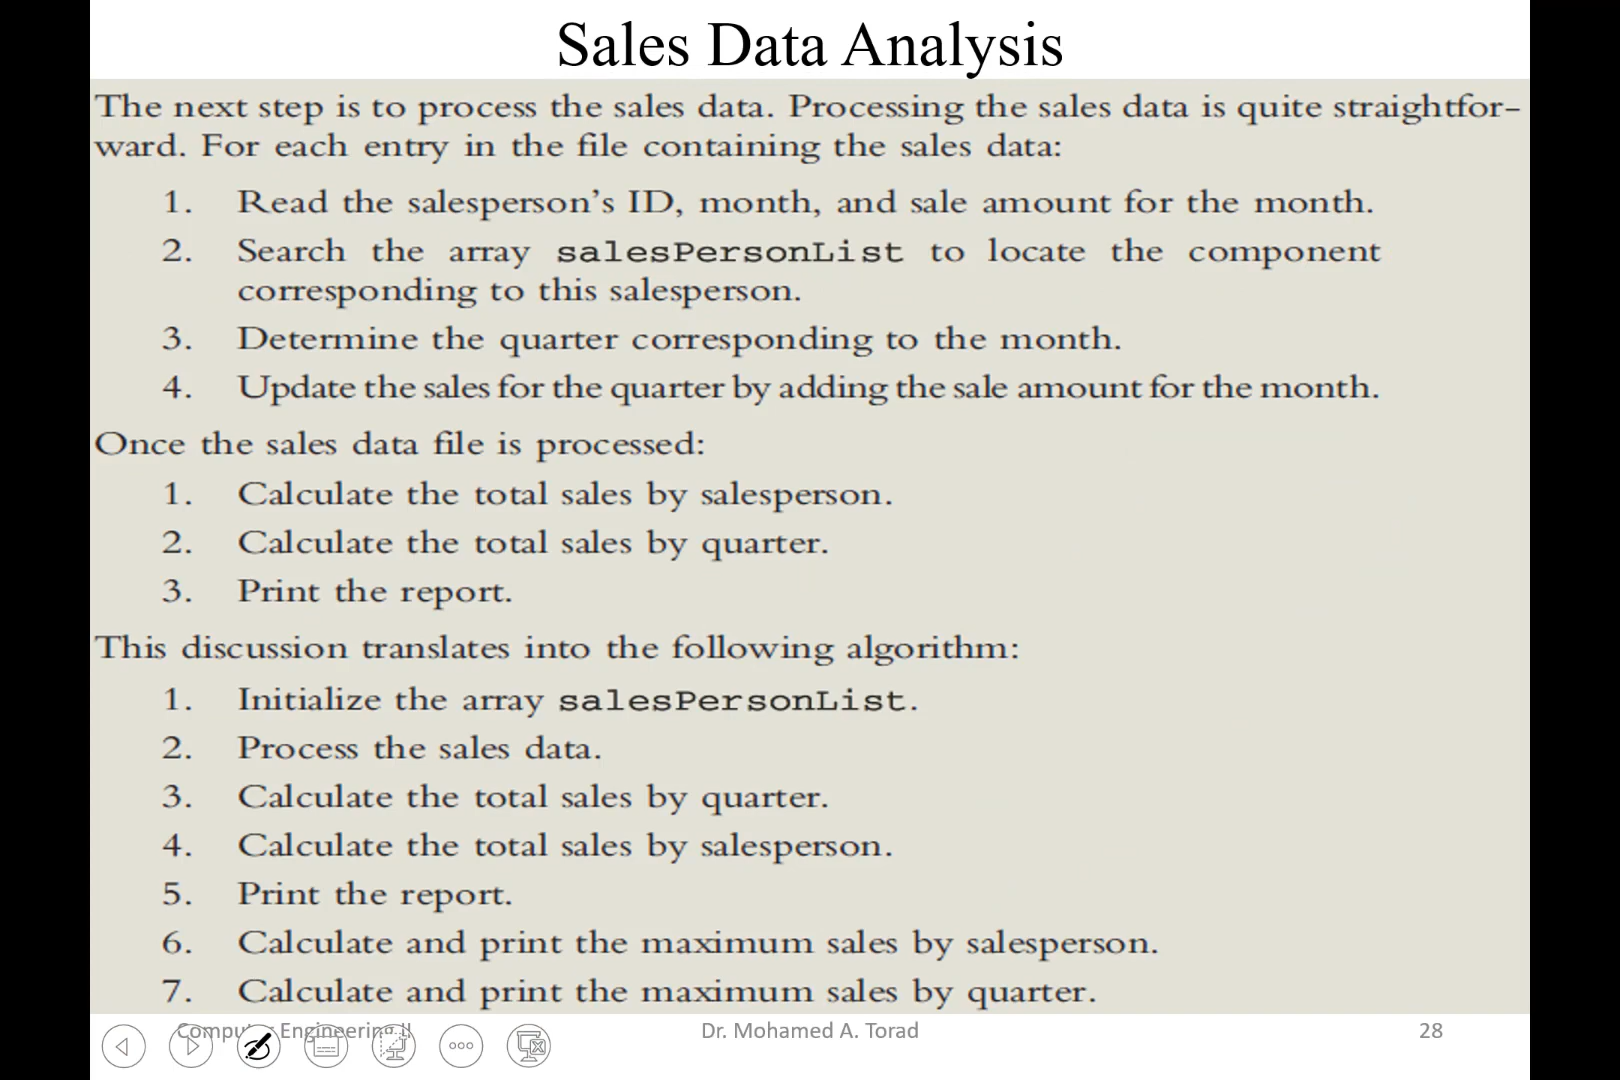 Sales Data Analysis
The next step is to process the sales data. Processing the sales data is quite straightfor-
ward. For each entry in the file containing the sales data:
1. Read the salesperson's ID, month, and sale amount for the month.
2. Search the array salesPersonList to locate the component
corresponding to this salesperson.
3. Determine the quarter corresponding to the month.
4. Update the sales for the quarter by adding the sale amount for the month.
Once the sales data file is processed:
1. Calculate the total sales by salesperson.
2. Calculate the total sales by quarter.
3. Print the report.
This discussion translates into the following algorithm:
1. Initialize the array salesPersonList.
2. Process the sales data.
3. Calculate the total sales by quarter.
4. Calculate the total sales by salesperson.
5. Print the report.
6. Calculate and print the maximum sales by salesperson.
7. Calculate and print the maximum sales by quarter.
Computer Engineering II Dr. Mohamed A. Torad 28